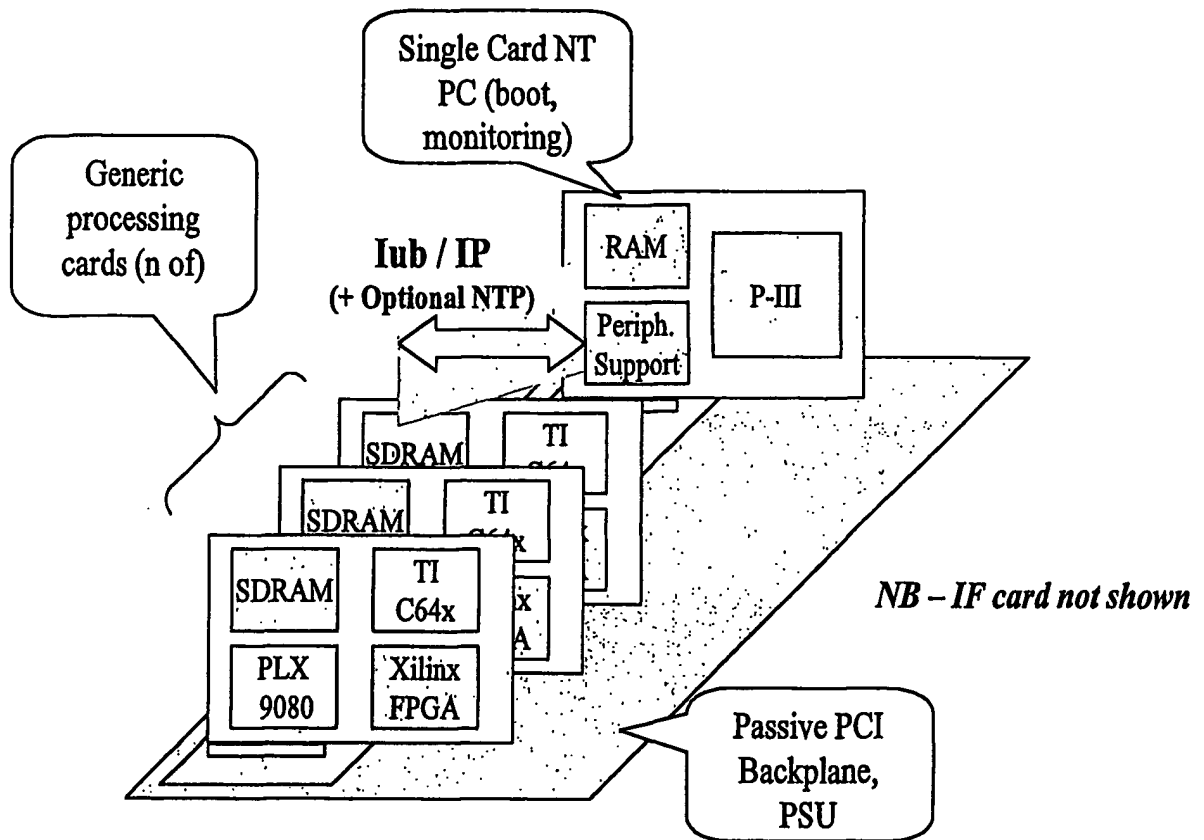 Single Card NT
PC (boot,
monitoring)
Generic
processing
cards (n of)
Iub / IP
(+ Optional NTP)
RAM
P-III
Periph.
Support
SDRAM
TI
SDRAM
TI
C64x
SDRAM
TI
C64x
PLX
9080
Xilinx
FPGA
NB – IF card not shown
Passive PCI
Backplane,
PSU